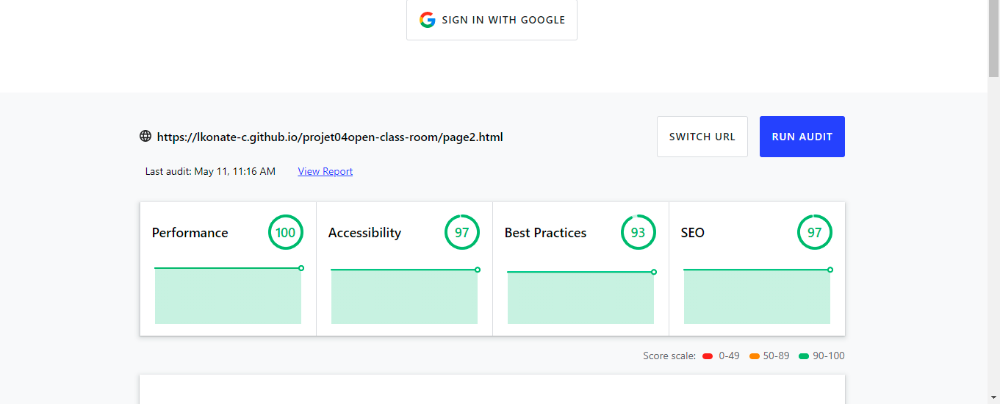 SIGN IN WITH GOOGLE
https://lkonate-c.github.io/projet04open-class-room/page2.html
SWITCH URL
RUN AUDIT
Last audit: May 11, 11:16 AM
View Report
Performance
100
Accessibility
97
Best Practices
93
SEO
97
Score scale:
0-49
50-89
90-100